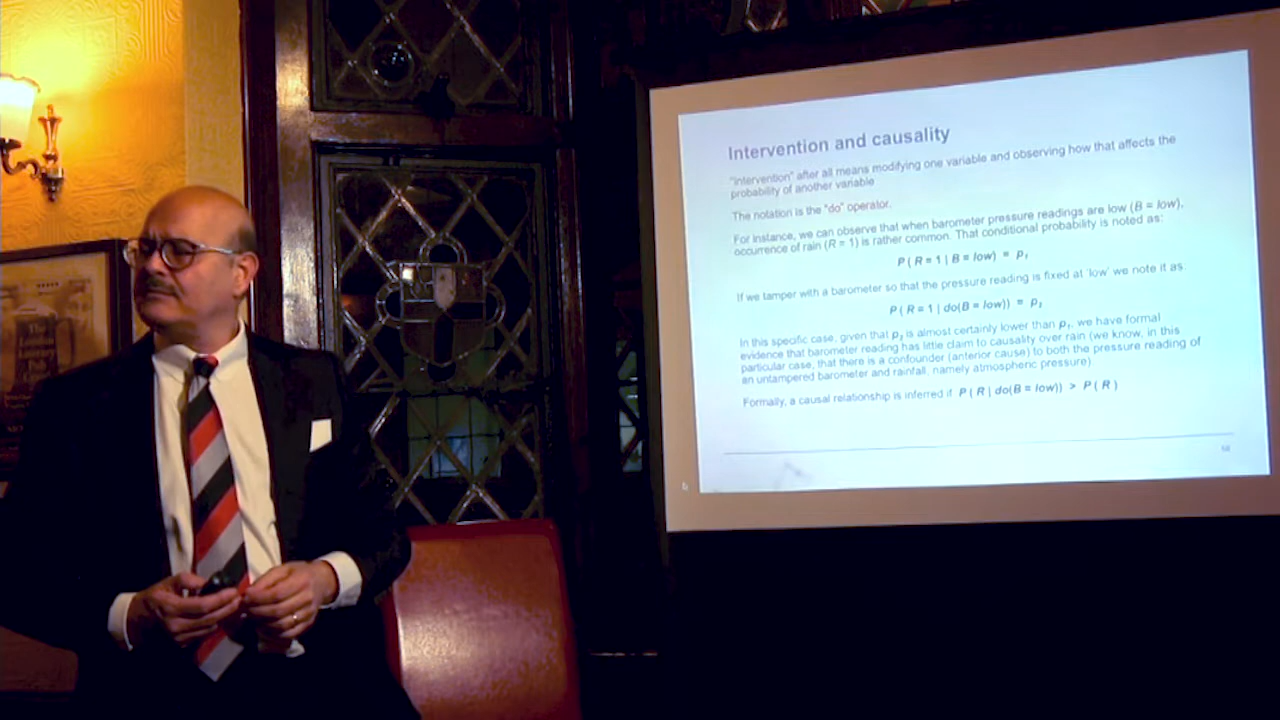 Intervention and causality
"Intervention" after all means modifying one variable and observing how that affects the
probability of another variable
The notation is the "do" operator.
For instance, we can observe that when barometer pressure readings are low (B = low),
occurrence of rain (R = 1) is rather common. That conditional probability is noted as:
P ( R = 1 | B = low) = p₁
If we tamper with a barometer so that the pressure reading is fixed at 'low' we note it as:
P ( R = 1 | do(B = low)) = p₂
In this specific case, given that p₂ is almost certainly lower than p₁, we have formal
evidence that barometer reading has little claim to causality over rain (we know, in this
particular case, that there is a confounder (anterior cause) to both the pressure reading of
an untampered barometer and rainfall, namely atmospheric pressure)
Formally, a causal relationship is inferred if P ( R | do(B = low)) > P ( R )
The
London